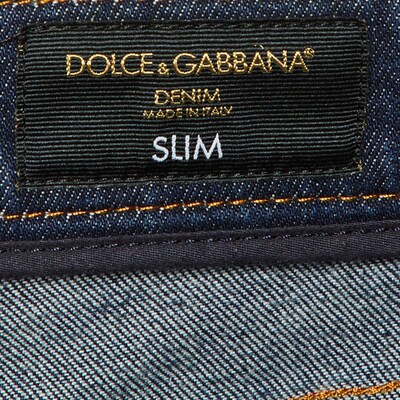 DOLCE & GABBANA®
DENIM
MADE IN ITALY
SLIM